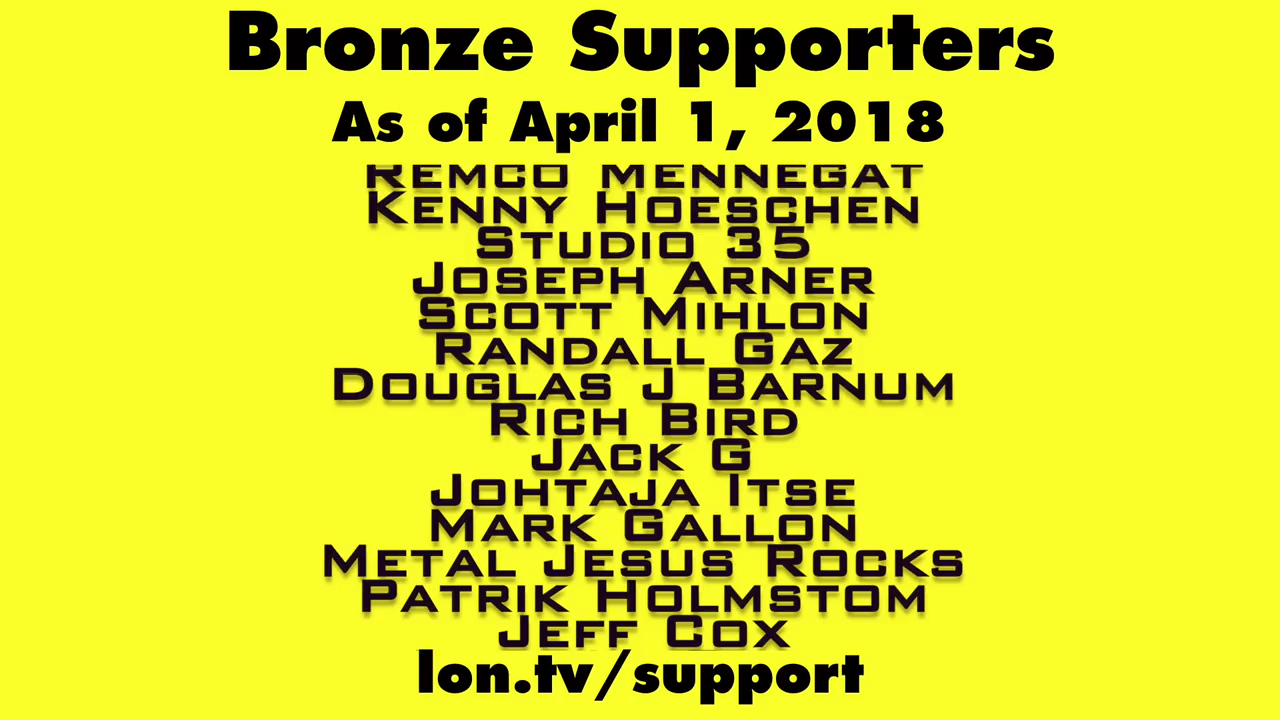 Bronze Supporters
As of April 1, 2018
Remco Mennegat
Kenny Hoeschen
Studio 35
Joseph Arner
Scott Mihlon
Randall Gaz
Douglas J Barnum
Rich Bird
Jack G
Johtaja Itse
Mark Gallon
Metal Jesus Rocks
Patrik Holmstom
Jeff Cox
lon.tv/support